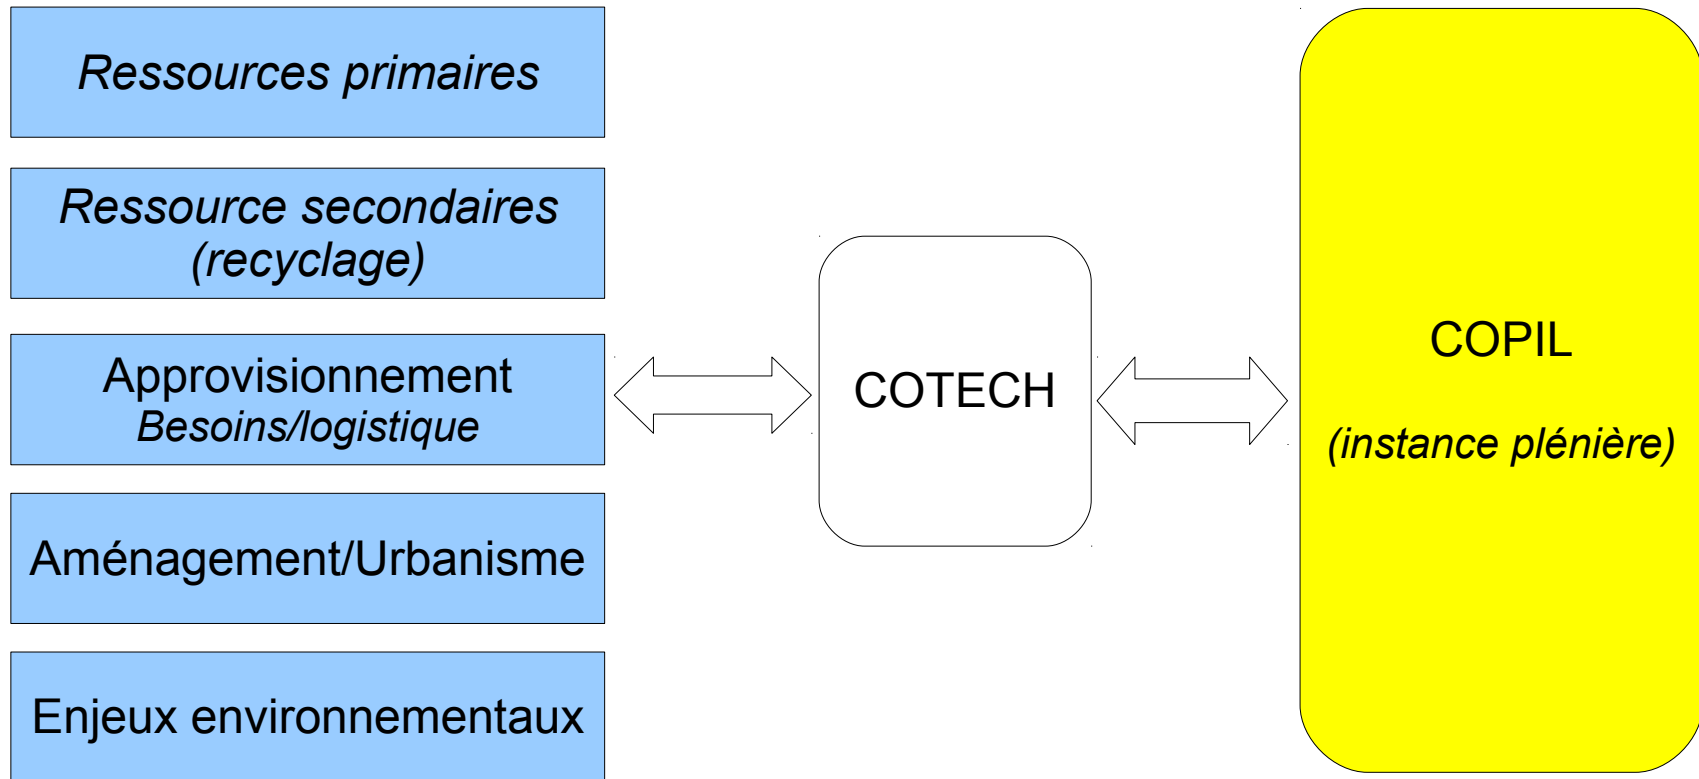 Ressources primaires
Ressource secondaires
(recyclage)
Approvisionnement
Besoins/logistique
Aménagement/Urbanisme
Enjeux environnementaux
COTECH
COPIL
(instance plénière)